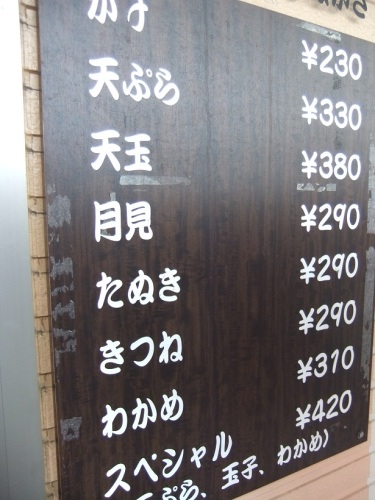 ¥230
天ぷら ¥330
天玉 ¥380
月見 ¥290
たぬき ¥290
きつね ¥290
わかめ ¥310
スペシャル ¥420
天ぷら、玉子、わかめ)